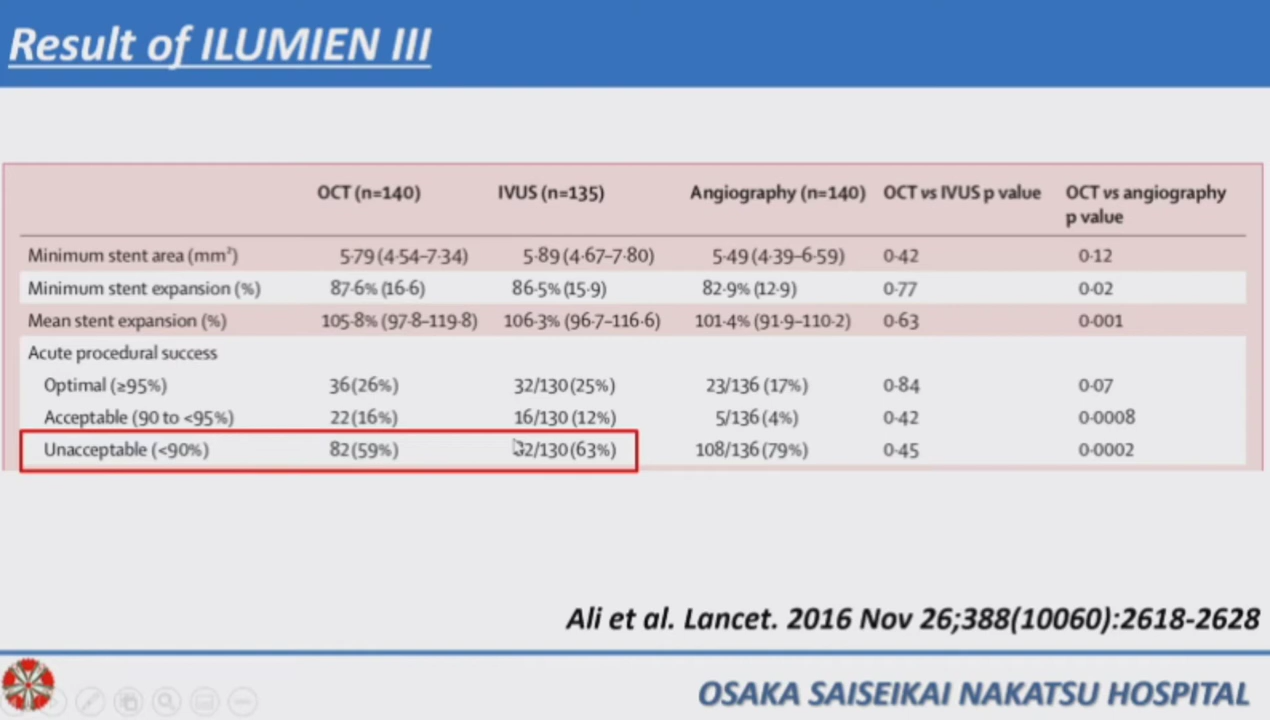 Result of ILUMIEN III
OCT (n=140) IVUS (n=135) Angiography (n=140) OCT vs IVUS p value OCT vs angiography
p value
Minimum stent area (mm²) 5·79 (4·54–7·34) 5·89 (4·67–7·80) 5·49 (4·39–6·59) 0·42 0·12
Minimum stent expansion (%) 87·6% (16·6) 86·5% (15·9) 82·9% (12·9) 0·77 0·02
Mean stent expansion (%) 105·8% (97·8–119·8) 106·3% (96·7–116·6) 101·4% (91·9–110·2) 0·63 0·001
Acute procedural success
Optimal (≥95%) 36 (26%) 32/130 (25%) 23/136 (17%) 0·84 0·07
Acceptable (90 to <95%) 22 (16%) 16/130 (12%) 5/136 (4%) 0·42 0·0008
Unacceptable (<90%) 82 (59%) (63%) 108/136 (79%) 0·45 0·0002
Ali et al. Lancet. 2016 Nov 26;388(10060):2618-2628
OSAKA SAISEIKAI NAKATSU HOSPITAL